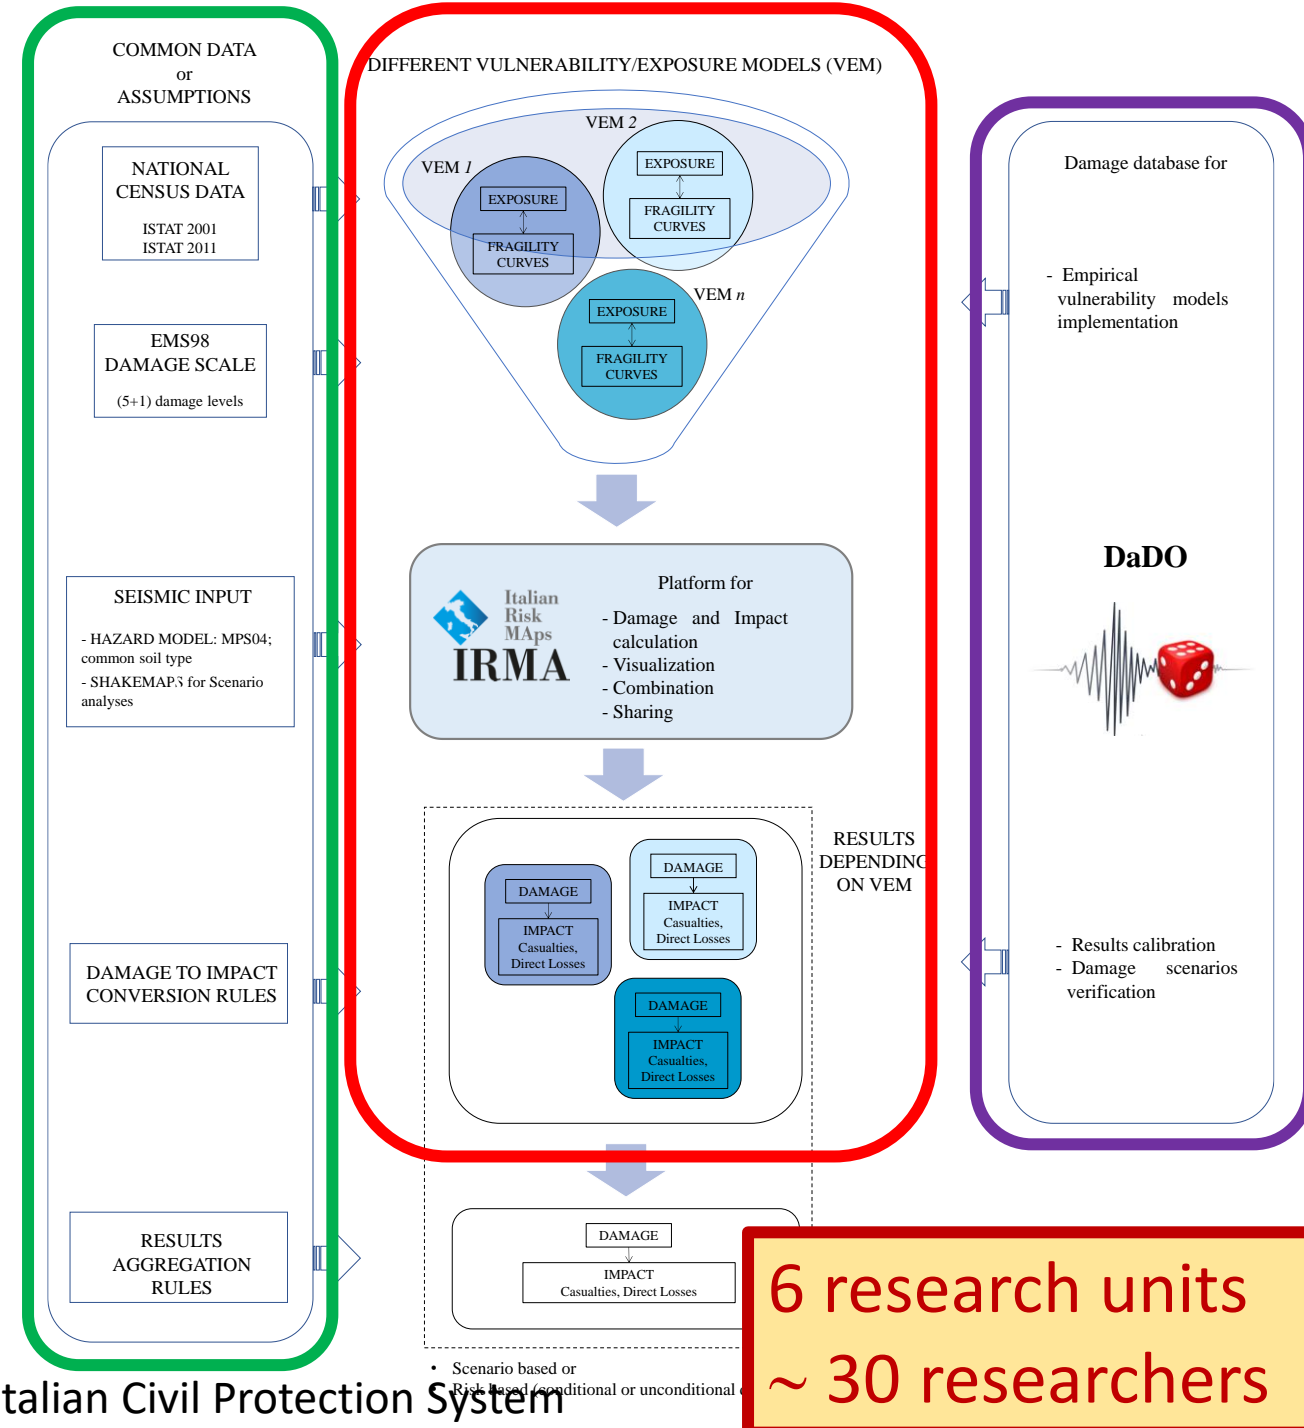 COMMON DATA
or
ASSUMPTIONS
NATIONAL
CENSUS DATA
ISTAT 2001
ISTAT 2011
EMS98
DAMAGE SCALE
(5+1) damage levels
SEISMIC INPUT
- HAZARD MODEL: MPS04;
common soil type
- SHAKEMAPS for Scenario
analyses
DAMAGE TO IMPACT
CONVERSION RULES
RESULTS
AGGREGATION
RULES
DIFFERENT VULNERABILITY/EXPOSURE MODELS (VEM)
VEM 1
EXPOSURE
FRAGILITY
CURVES
VEM 2
EXPOSURE
FRAGILITY
CURVES
VEM n
EXPOSURE
FRAGILITY
CURVES
Italian
Risk
MAps
IRMA
Platform for
- Damage and Impact
calculation
- Visualization
- Combination
- Sharing
RESULTS
DEPENDING
ON VEM
DAMAGE
IMPACT
Casualties,
Direct Losses
DAMAGE
IMPACT
Casualties,
Direct Losses
DAMAGE
IMPACT
Casualties,
Direct Losses
DAMAGE
IMPACT
Casualties, Direct Losses
• Scenario based or
• Risk based (conditional or unconditional
Damage database for
- Empirical
vulnerability models
implementation
DaDO
- Results calibration
- Damage scenarios
verification
6 research units
~ 30 researchers
talian Civil Protection System